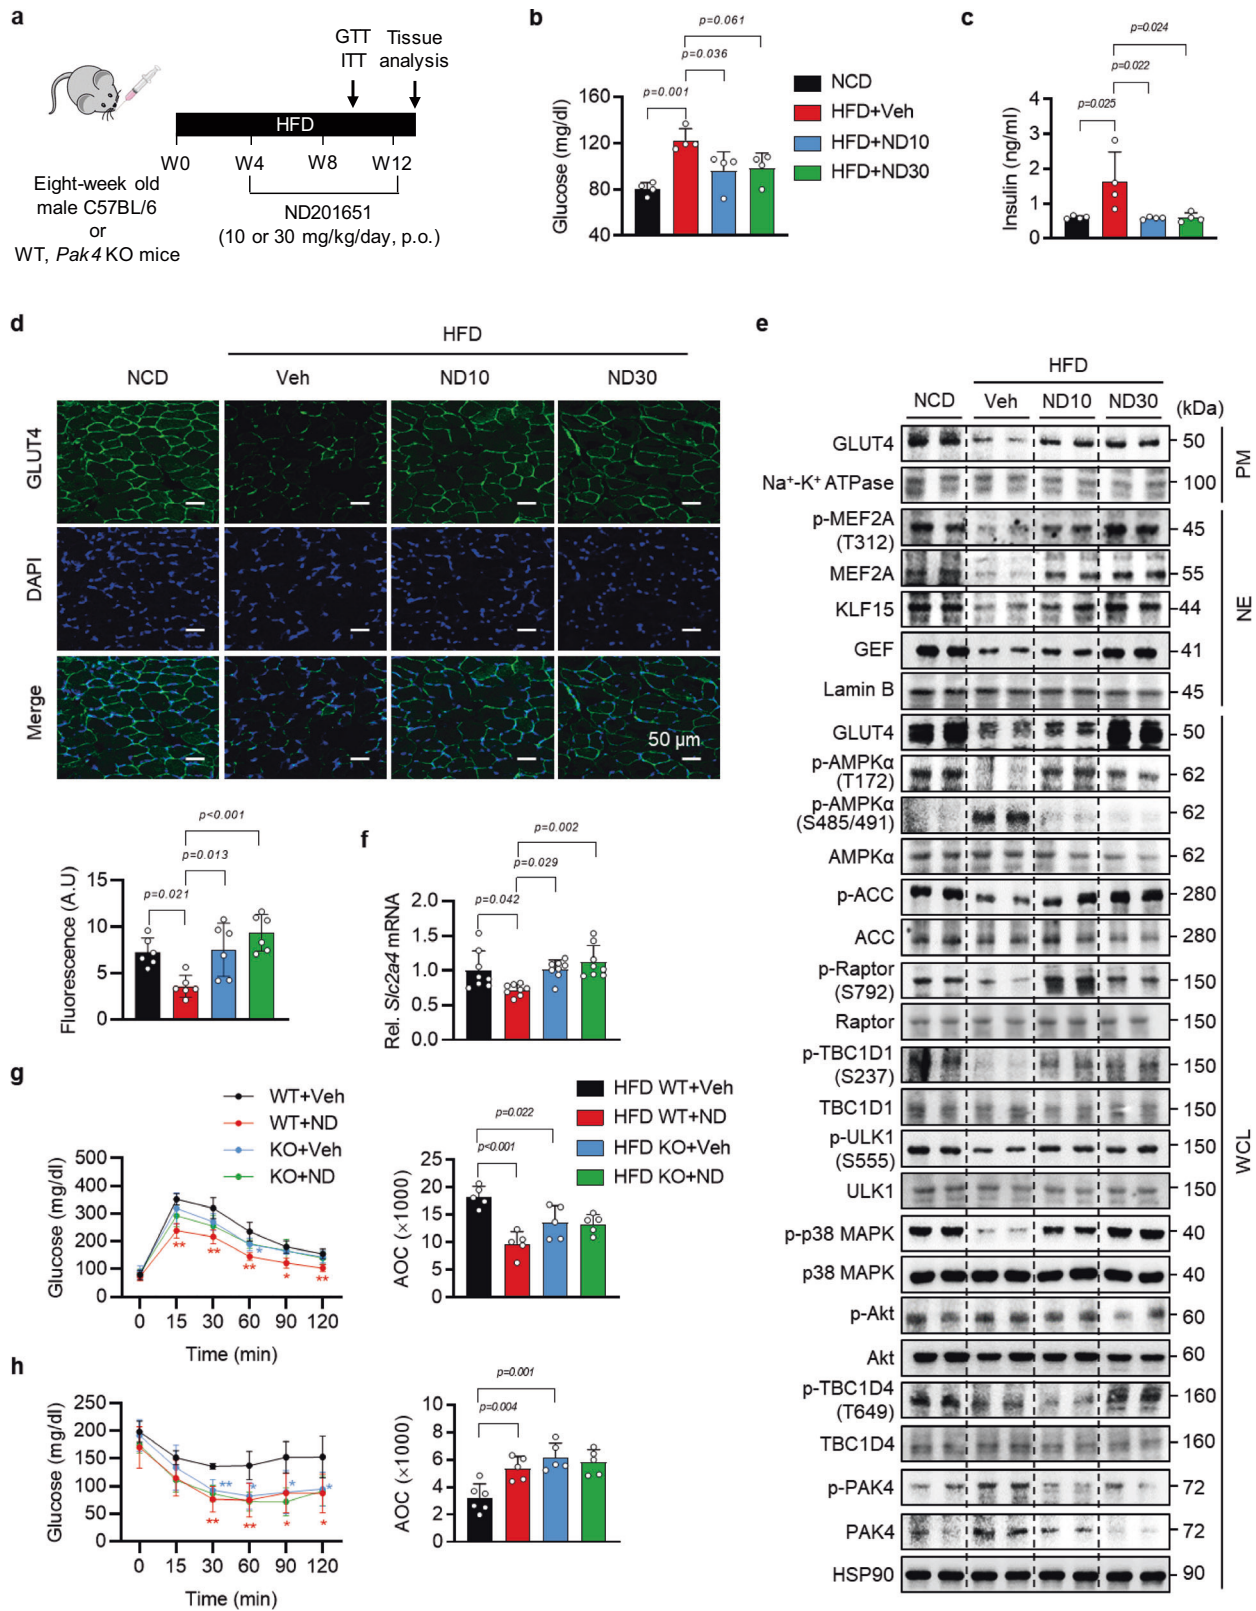 a
GTT
ITT
Tissue
analysis
HFD
W0
W4
W8
W12
Eight-week old
male C57BL/6
or
WT, Pak4 KO mice
ND201651
(10 or 30 mg/kg/day, p.o.)
b
p=0.061
p=0.036
p=0.001
Glucose (mg/dl)
160
120
80
40
NCD
HFD+Veh
HFD+ND10
HFD+ND30
c
p=0.024
p=0.022
p=0.025
Insulin (ng/ml)
4
3
2
1
0
d
HFD
NCD
Veh
ND10
ND30
GLUT4
DAPI
Merge
50 µm
p<0.001
p=0.013
p=0.021
Fluorescence (A.U)
15
10
5
0
e
HFD
NCD
Veh
ND10
ND30
(kDa)
GLUT4
50
Na⁺-K⁺ ATPase
100
PM
p-MEF2A
(T312)
45
MEF2A
55
KLF15
44
GEF
41
Lamin B
45
NE
GLUT4
50
p-AMPKα
(T172)
62
p-AMPKα
(S485/491)
62
AMPKα
62
p-ACC
280
ACC
280
p-Raptor
(S792)
150
Raptor
150
p-TBC1D1
(S237)
150
TBC1D1
150
p-ULK1
(S555)
150
ULK1
150
p-p38 MAPK
40
p38 MAPK
40
p-Akt
60
Akt
60
p-TBC1D4
(T649)
160
TBC1D4
160
p-PAK4
72
PAK4
72
HSP90
90
WCL
f
p=0.002
p=0.029
p=0.042
Rel. Slc2a4 mRNA
2.0
1.5
1.0
0.5
0.0
g
WT+Veh
WT+ND
KO+Veh
KO+ND
Glucose (mg/dl)
500
400
300
200
100
0
** ** ** * * **
0 15 30 60 90 120
Time (min)
HFD WT+Veh
HFD WT+ND
HFD KO+Veh
HFD KO+ND
p=0.022
p<0.001
AOC (×1000)
25
20
15
10
5
0
h
Glucose (mg/dl)
250
200
150
100
50
0
** * * *
** ** * *
0 15 30 60 90 120
Time (min)
p=0.001
p=0.004
AOC (×1000)
10
8
6
4
2
0